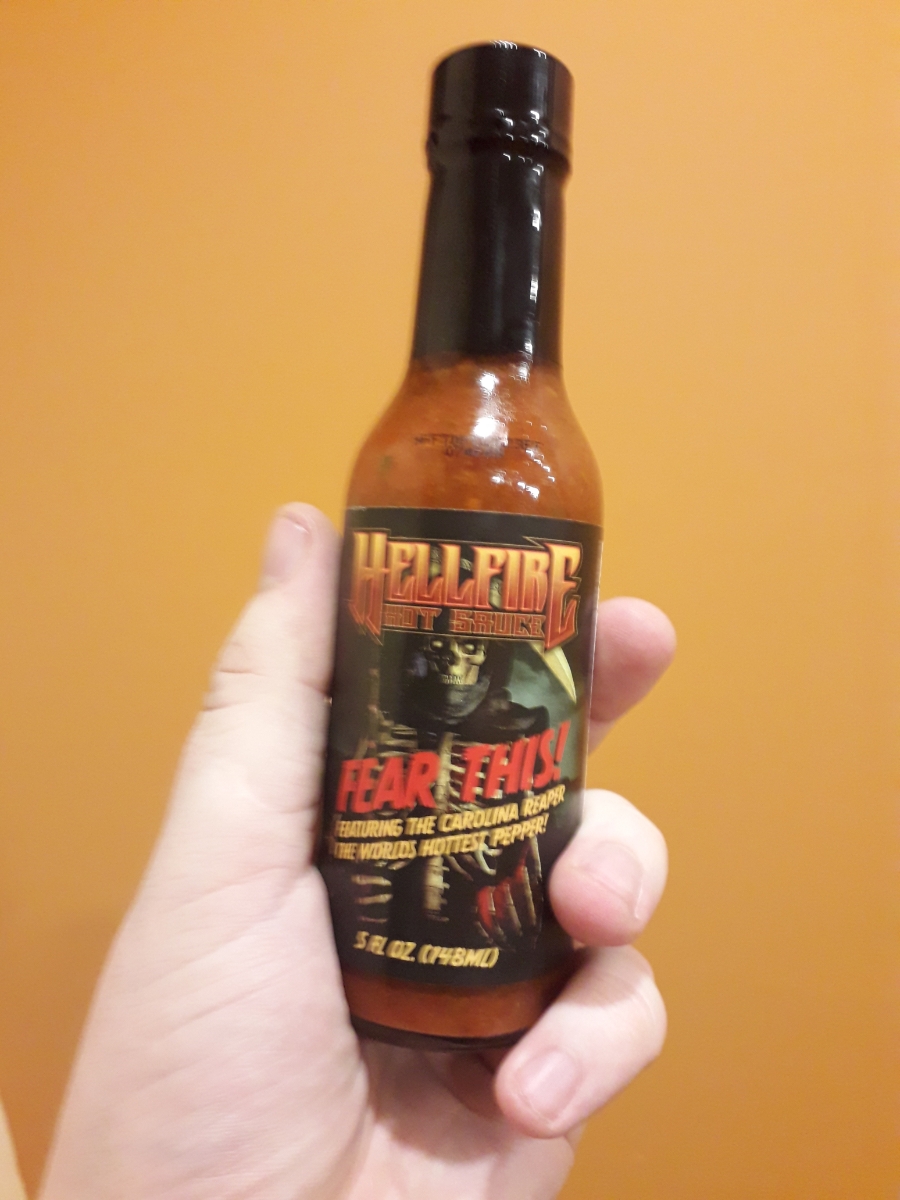 HELLFIRE
HOT SAUCE
FEAR THIS!
FEATURING THE CAROLINA REAPER
THE WORLDS HOTTEST PEPPER!
5 FL OZ. (148ML)